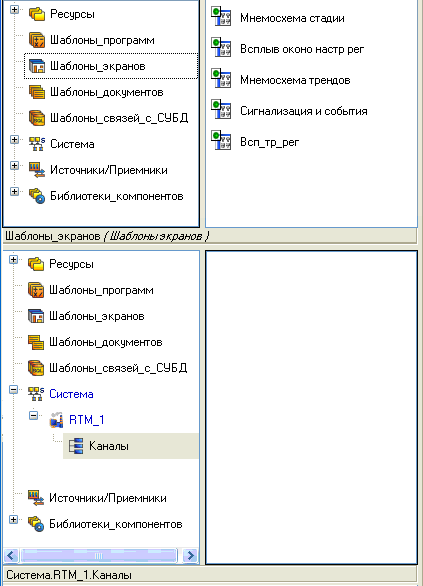 Ресурсы
Шаблоны_программ
Шаблоны_экранов
Шаблоны_документов
Шаблоны_связей_с_СУБД
Система
Источники/Приемники
Библиотеки_компонентов
Мнемосхема стадии
Всплыв оконо настр рег
Мнемосхема трендов
Сигнализация и события
Всп_тр_рег
Шаблоны_экранов (Шаблоны экранов)
Ресурсы
Шаблоны_программ
Шаблоны_экранов
Шаблоны_документов
Шаблоны_связей_с_СУБД
Система
RTM_1
Каналы
Источники/Приемники
Библиотеки_компонентов
Система.RTM_1.Каналы